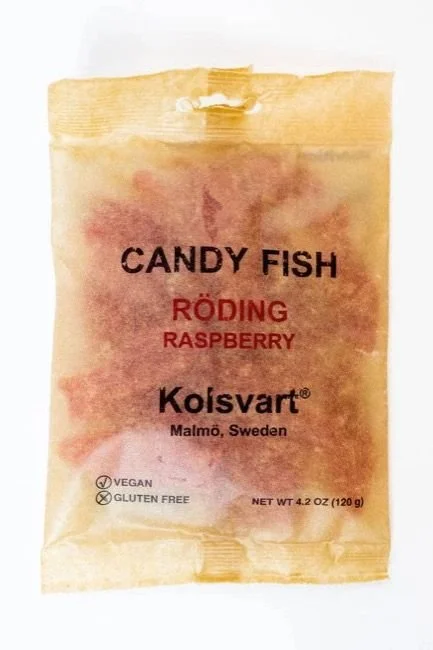 CANDY FISH
RÖDING
RASPBERRY
Kolsvart®
Malmö, Sweden
VEGAN
GLUTEN FREE
NET WT 4.2 OZ (120 g)